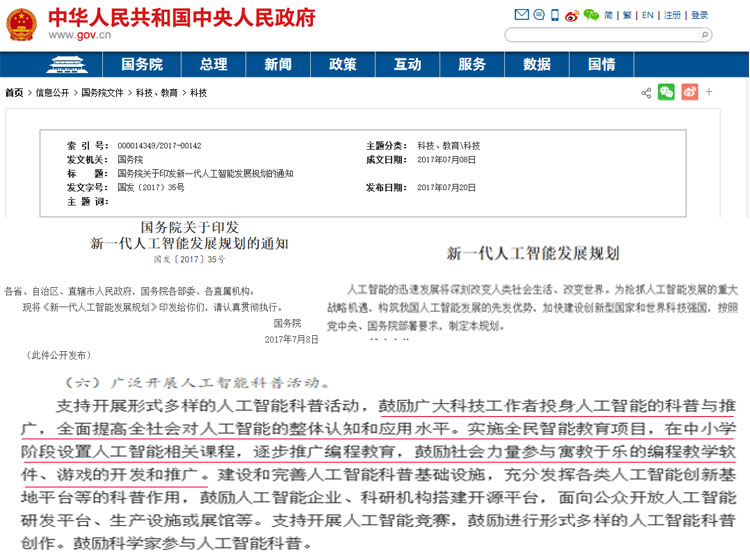 中华人民共和国中央人民政府
www.gov.cn
简 | 繁 | EN | 注册 | 登录
国务院 总理 新闻 政策 互动 服务 数据 国情
首页 > 信息公开 > 国务院文件 > 科技、教育 > 科技
索 引 号： 000014349/2017-00142 主题分类： 科技、教育\科技
发文机关： 国务院 成文日期： 2017年07月08日
标 题： 国务院关于印发新一代人工智能发展规划的通知
发文字号： 国发〔2017〕35号 发布日期： 2017年07月20日
主 题 词：
国务院关于印发
新一代人工智能发展规划的通知
国发〔2017〕35号
各省、自治区、直辖市人民政府，国务院各部委、各直属机构：
现将《新一代人工智能发展规划》印发给你们，请认真贯彻执行。
国务院
2017年7月8日
（此件公开发布）
新一代人工智能发展规划
人工智能的迅速发展将深刻改变人类社会生活、改变世界。为抢抓人工智能发展的重大
战略机遇，构筑我国人工智能发展的先发优势，加快建设创新型国家和世界科技强国，按照
党中央、国务院部署要求，制定本规划。
（六）广泛开展人工智能科普活动。
支持开展形式多样的人工智能科普活动，鼓励广大科技工作者投身人工智能的科普与推
广，全面提高全社会对人工智能的整体认知和应用水平。实施全民智能教育项目，在中小学
阶段设置人工智能相关课程，逐步推广编程教育，鼓励社会力量参与寓教于乐的编程教学软
件、游戏的开发和推广。建设和完善人工智能科普基础设施，充分发挥各类人工智能创新基
地平台等的科普作用，鼓励人工智能企业、科研机构搭建开源平台，面向公众开放人工智能
研发平台、生产设施或展馆等。支持开展人工智能竞赛，鼓励进行形式多样的人工智能科普
创作。鼓励科学家参与人工智能科普。